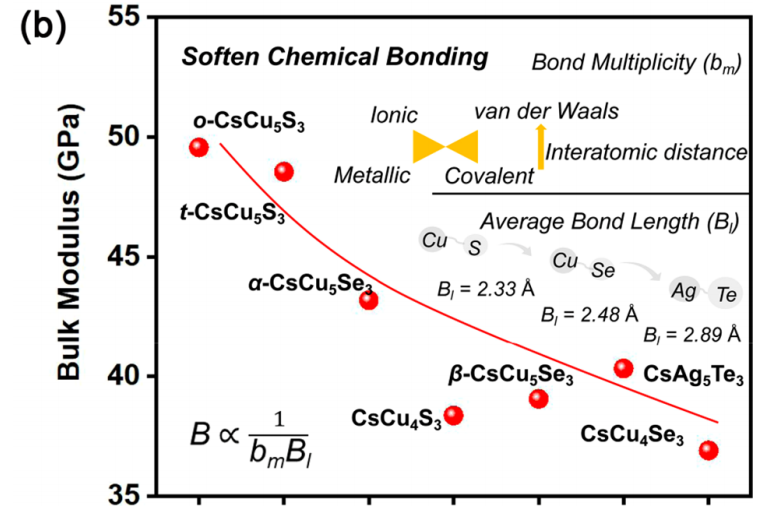 (b)
55
50
45
40
35
Bulk Modulus (GPa)
Soften Chemical Bonding
Bond Multiplicity (bm)
Ionic
van der Waals
Metallic
Covalent
Interatomic distance
Average Bond Length (Bl)
Cu S
Cu Se
Ag Te
Bl = 2.33 Å
Bl = 2.48 Å
Bl = 2.89 Å
o-CsCu5S3
t-CsCu5S3
α-CsCu5Se3
CsCu4S3
β-CsCu5Se3
CsAg5Te3
CsCu4Se3
B ∝ 1/bmBl